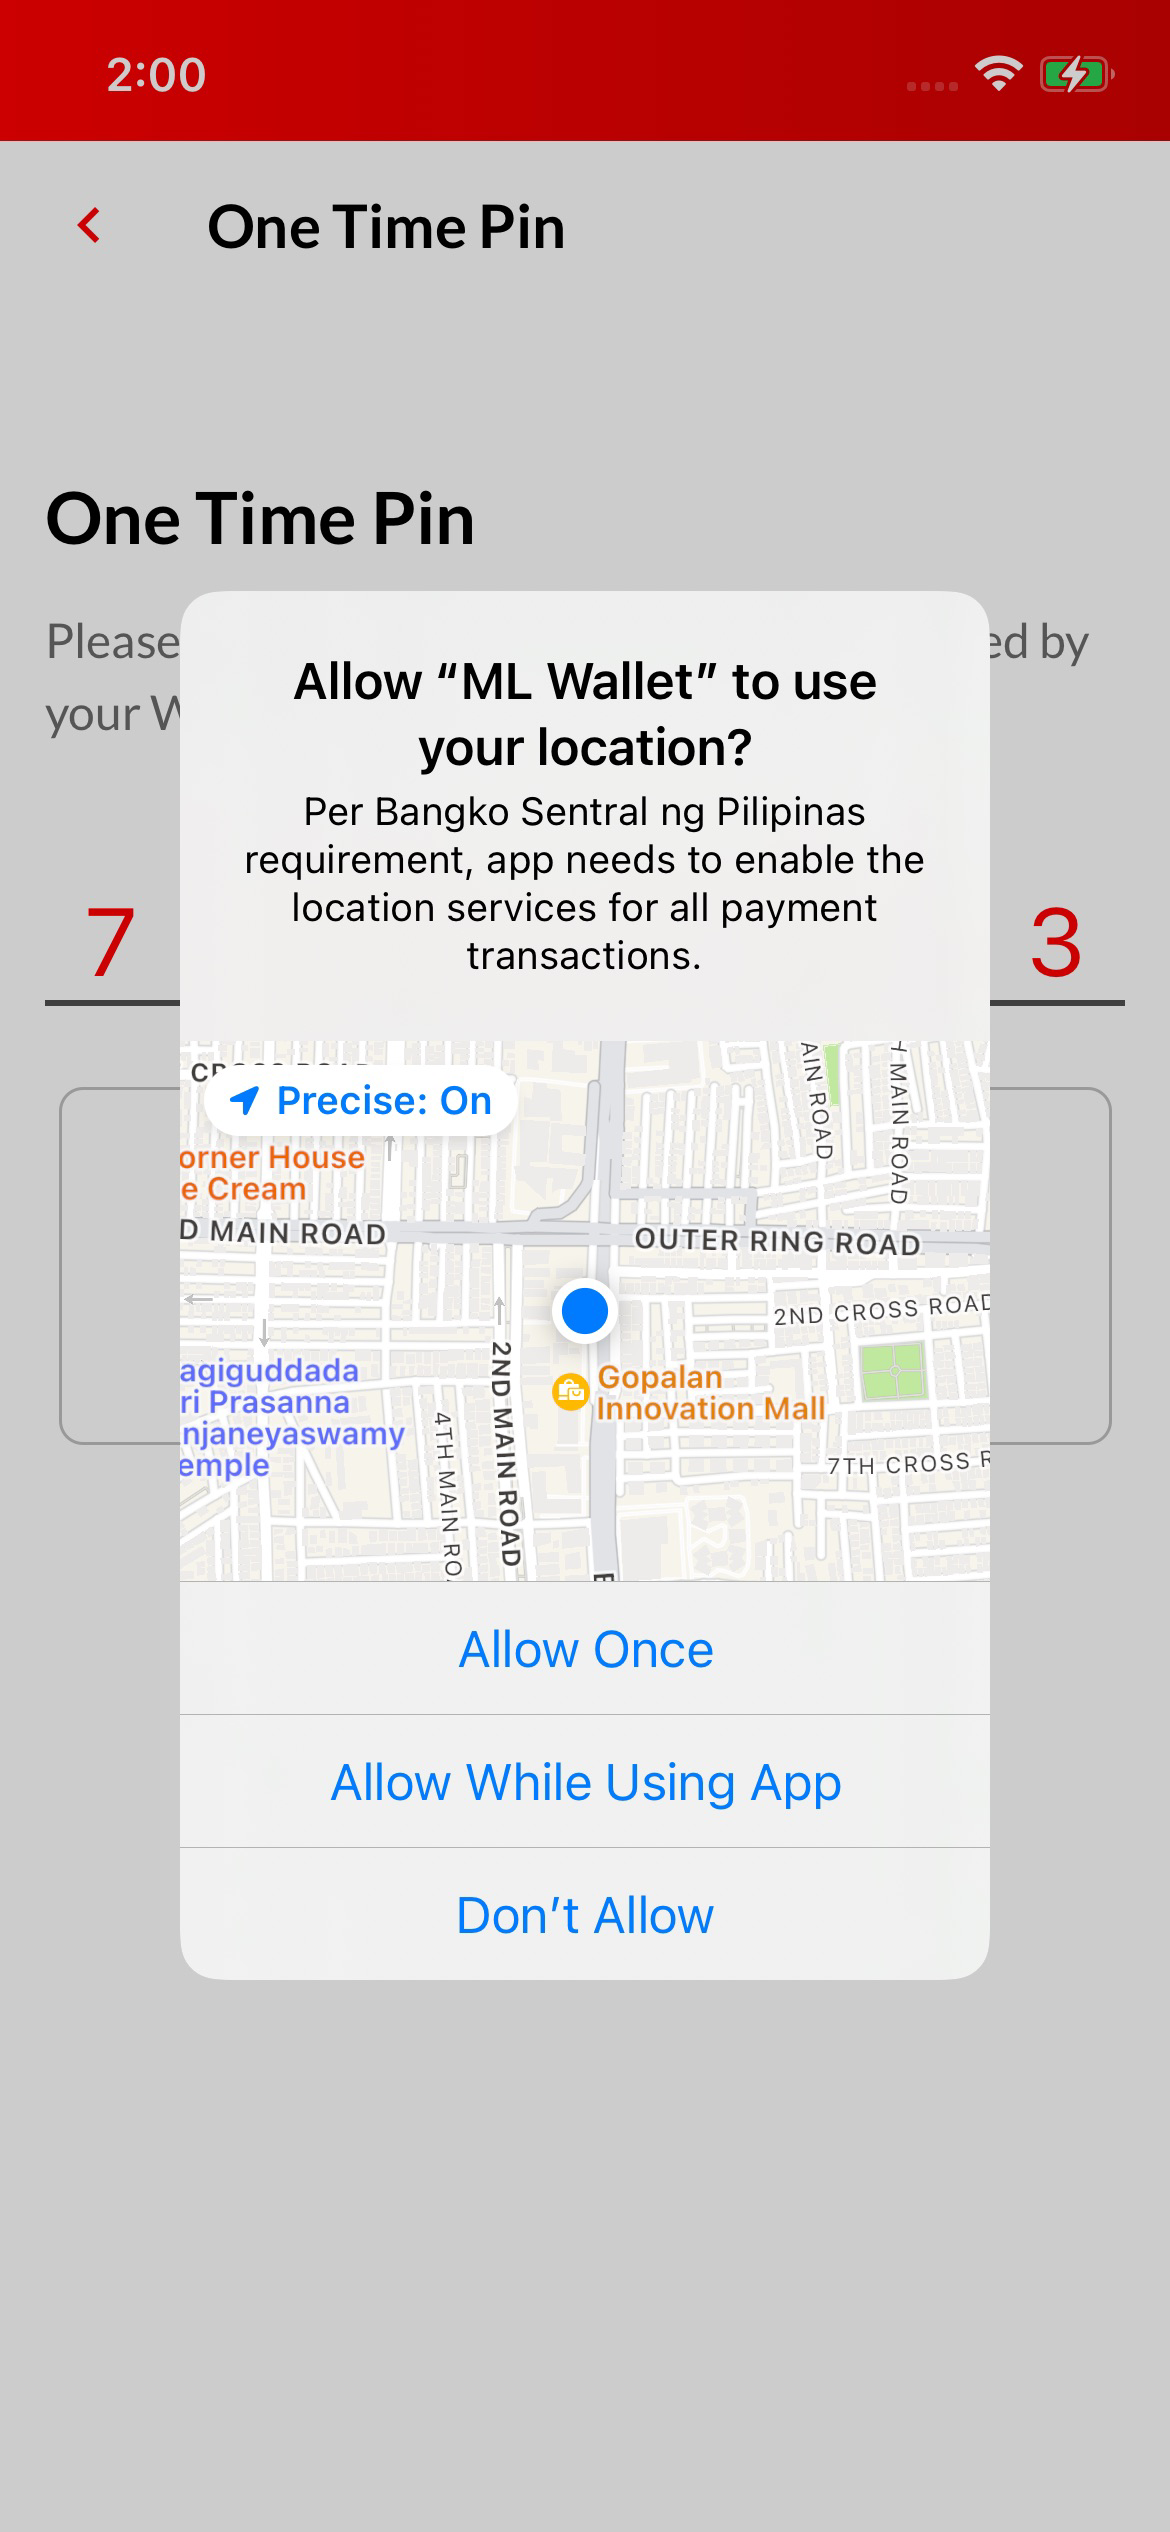 2:00
One Time Pin
One Time Pin
Please
ed by
your W
Allow “ML Wallet” to use
your location?
Per Bangko Sentral ng Pilipinas
requirement, app needs to enable the
location services for all payment
transactions.
7
3
CROSS ROAD
Precise: On
AIN ROAD
H MAIN ROAD
orner House
e Cream
D MAIN ROAD
OUTER RING ROAD
2ND CROSS ROAD
agiguddada
ri Prasanna
njaneyaswamy
emple
2ND MAIN ROAD
Gopalan
Innovation Mall
4TH MAIN RO
7TH CROSS R
Allow Once
Allow While Using App
Don’t Allow